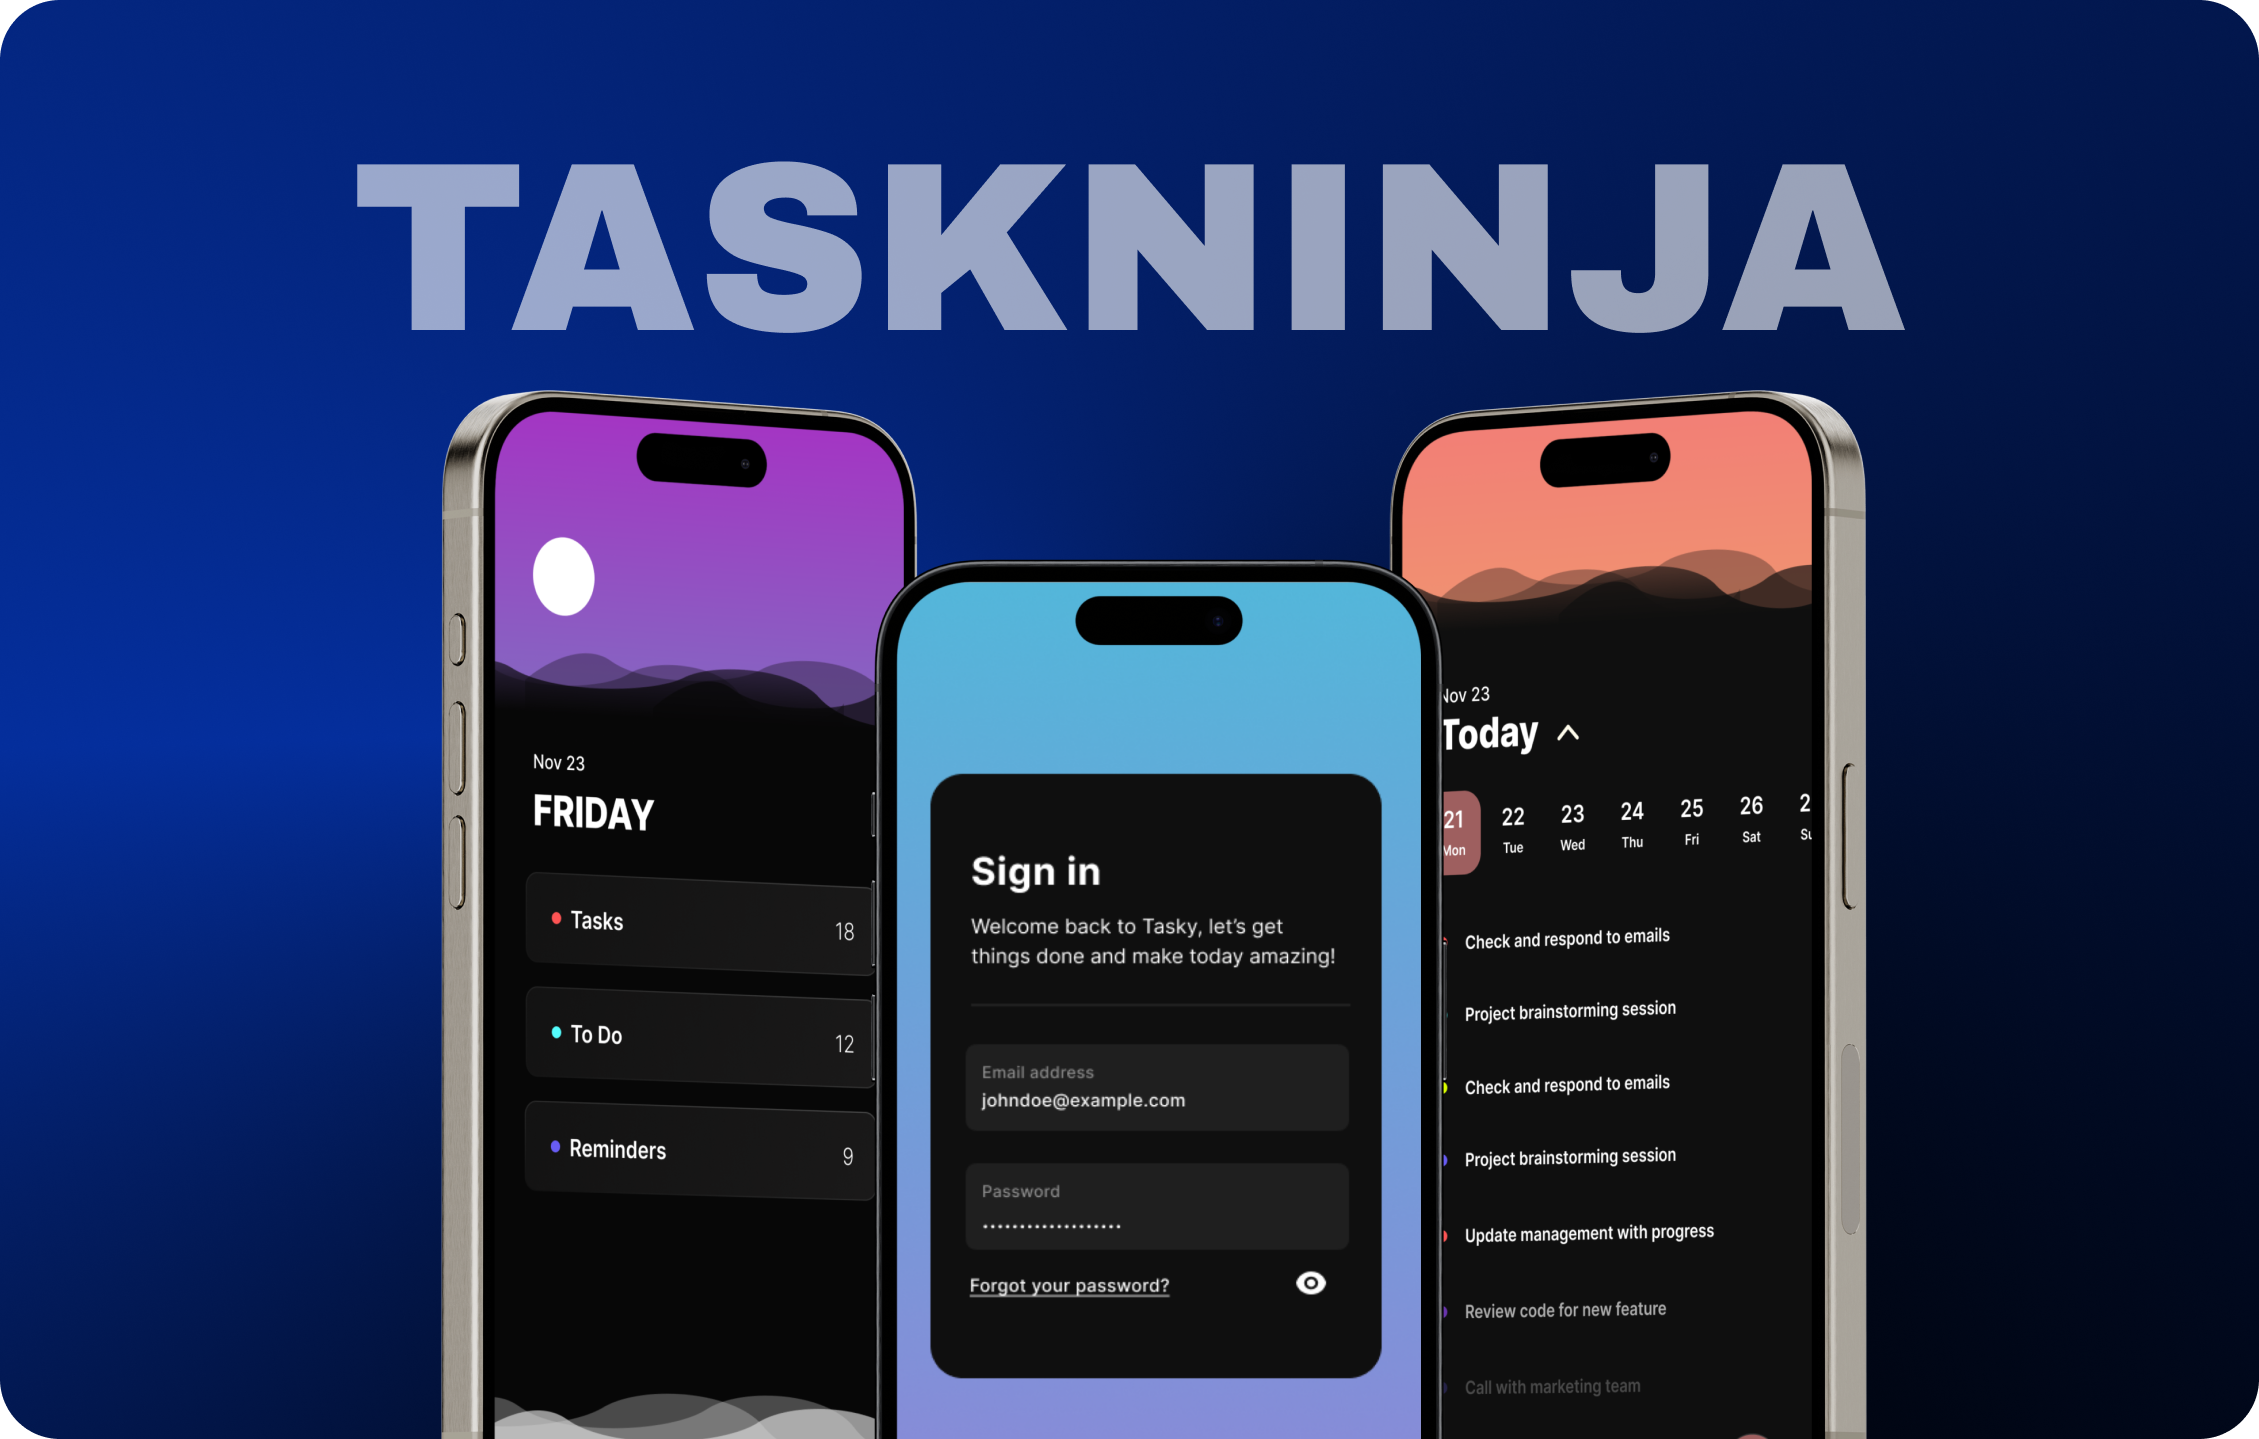 TASKNINJA
Nov 23
FRIDAY
Tasks
18
To Do
12
Reminders
9
Sign in
Welcome back to Tasky, let’s get
things done and make today amazing!
Email address
johndoe@example.com
Password
Forgot your password?
Nov 23
Today
21 22 23 24 25 26
Mon Tue Wed Thu Fri Sat
Check and respond to emails
Project brainstorming session
Check and respond to emails
Project brainstorming session
Update management with progress
Review code for new feature
Call with marketing team